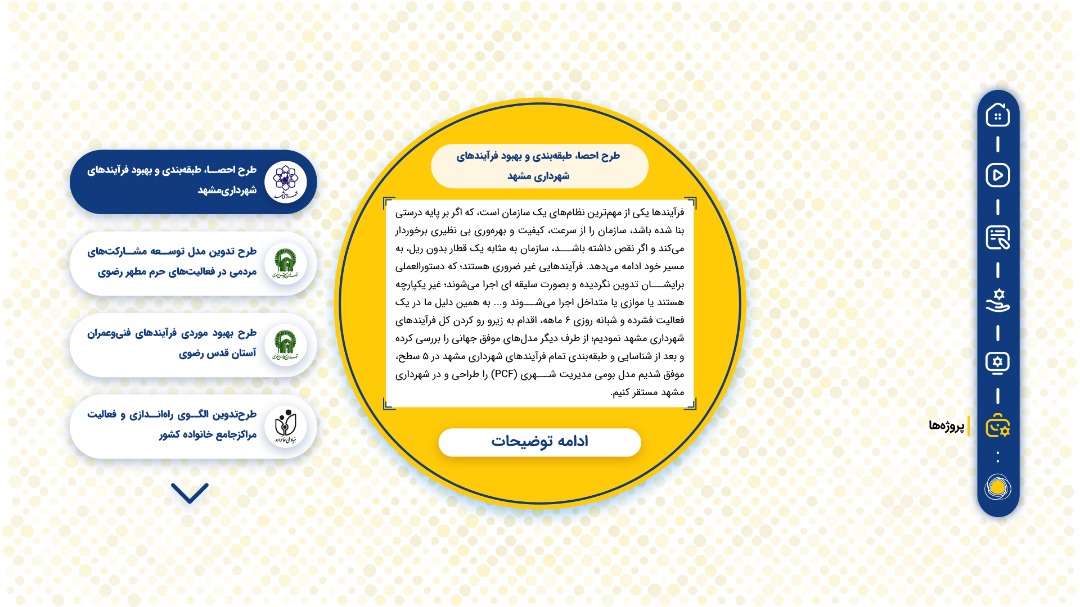 پروژه‌ها
طرح احصا، طبقه‌بندی و بهبود فرآیندهای
شهرداری مشهد
فرآیندها یکی از مهم‌ترین نظام‌های یک سازمان است، که اگر بر پایه درستی
بنا شده باشد، سازمان را از سرعت، کیفیت و بهره‌وری بی نظیری برخوردار
می‌کند و اگر نقص داشته باشـــد، سازمان به مثابه یک قطار بدون ریل، به
مسیر خود ادامه می‌دهد. فرآیندهایی غیر ضروری هستند؛ که دستورالعملی
برایشـــان تدوین نگردیده و بصورت سلیقه ای اجرا می‌شوند؛ غیر یکپارچه
هستند یا موازی یا متداخل اجرا می‌شـــوند و... به همین دلیل ما در یک
فعالیت فشرده و شبانه روزی ۶ ماهه، اقدام به زیرو رو کردن کل فرآیندهای
شهرداری مشهد نمودیم؛ از طرف دیگر مدل‌های موفق جهانی را بررسی کرده
و بعد از شناسایی و طبقه‌بندی تمام فرآیندهای شهرداری مشهد در ۵ سطح،
موفق شدیم مدل بومی مدیریت شـــهری (PCF) را طراحی و در شهرداری
مشهد مستقر کنیم.
ادامه توضیحات
طرح احصــا، طبقه‌بندی و بهبود فرآیندهای
شهرداری‌مشهد
طرح تدوین مدل توســعه مشــارکت‌های
مردمی در فعالیت‌های حرم مطهر رضوی
طرح بهبود موردی فرآیندهای فنی‌وعمران
آستان قدس رضوی
طرح‌تدوین الگــوی راه‌انــدازی و فعالیت
مراکزجامع خانواده کشور